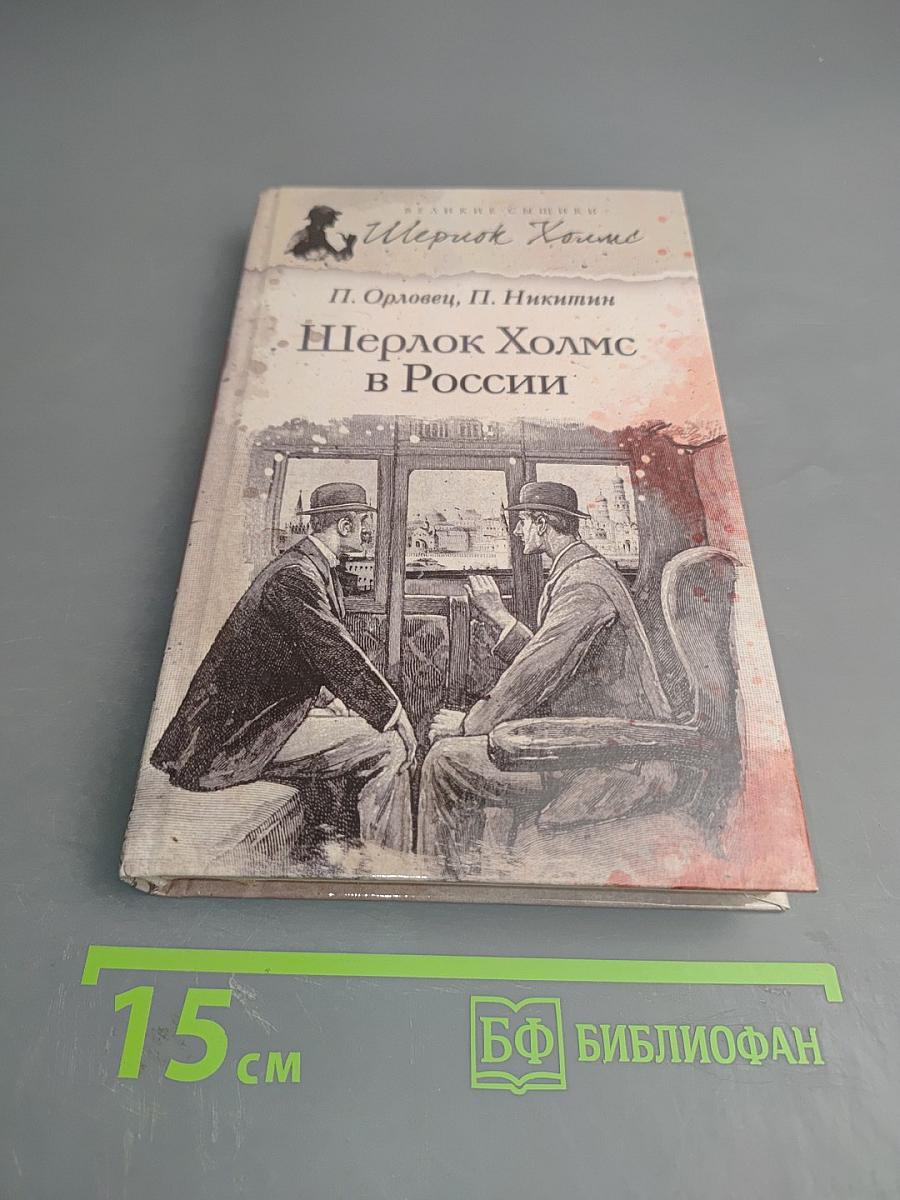 ВЕЛИКИЕ СЫЩИКИ
Шерлок Холмс
П. Орловец, П. Никитин
Шерлок Холмс
в России
15 см
БФ БИБЛИОФАН